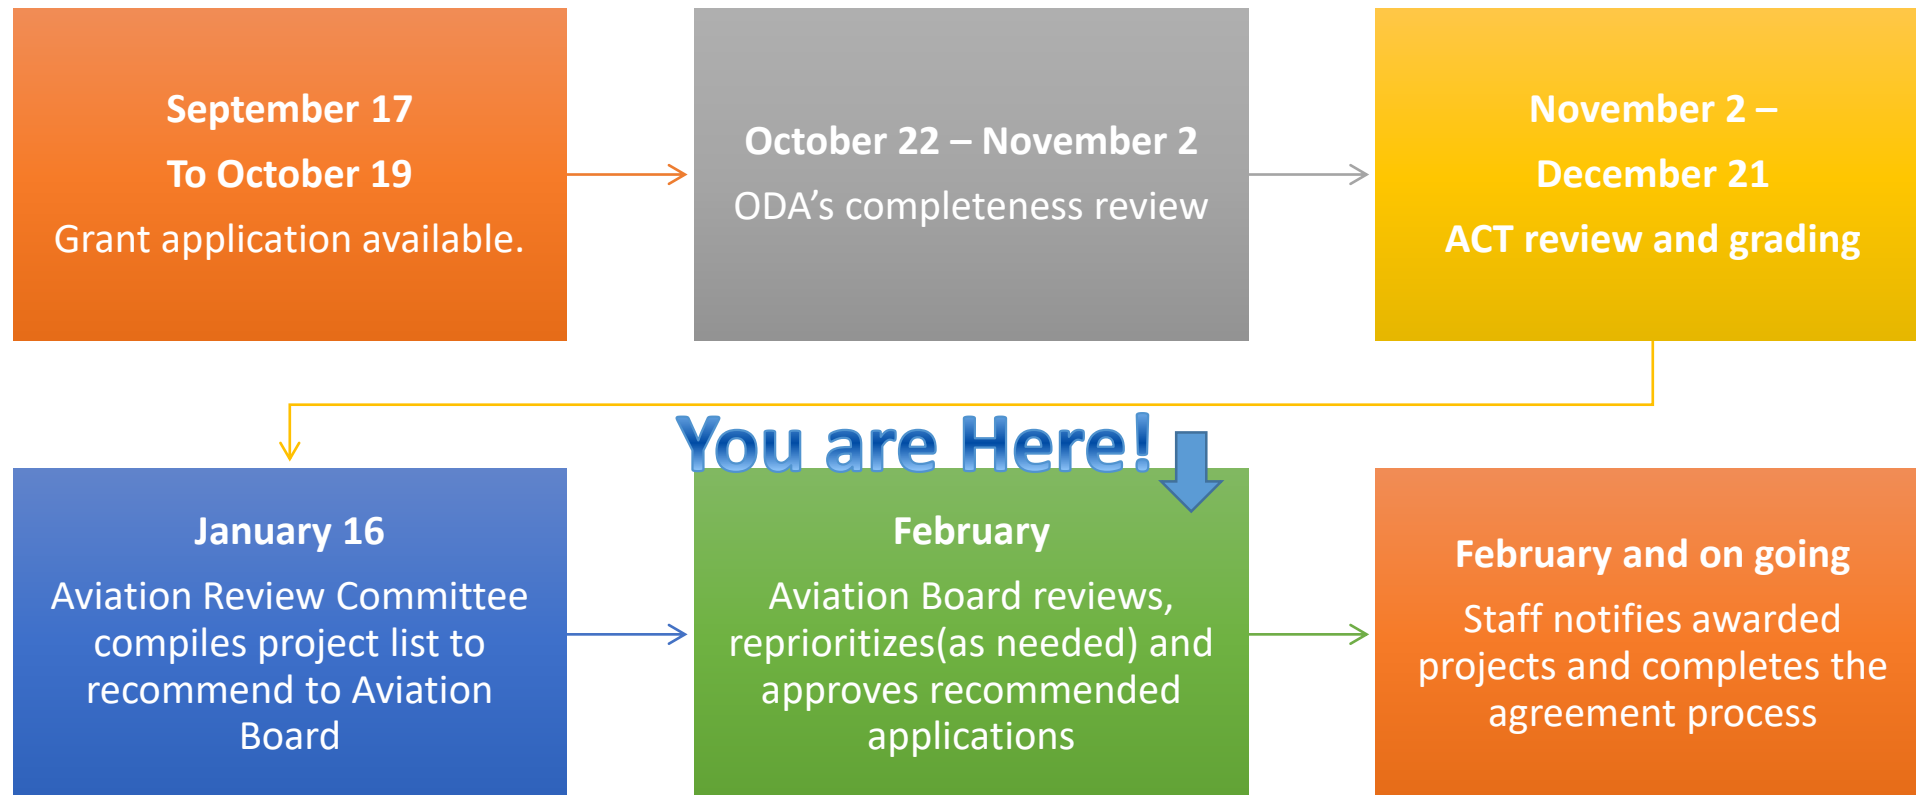 September 17
To October 19
Grant application available.
October 22 – November 2
ODA’s completeness review
November 2 –
December 21
ACT review and grading
You are Here!
January 16
Aviation Review Committee
compiles project list to
recommend to Aviation
Board
February
Aviation Board reviews,
reprioritizes(as needed) and
approves recommended
applications
February and on going
Staff notifies awarded
projects and completes the
agreement process